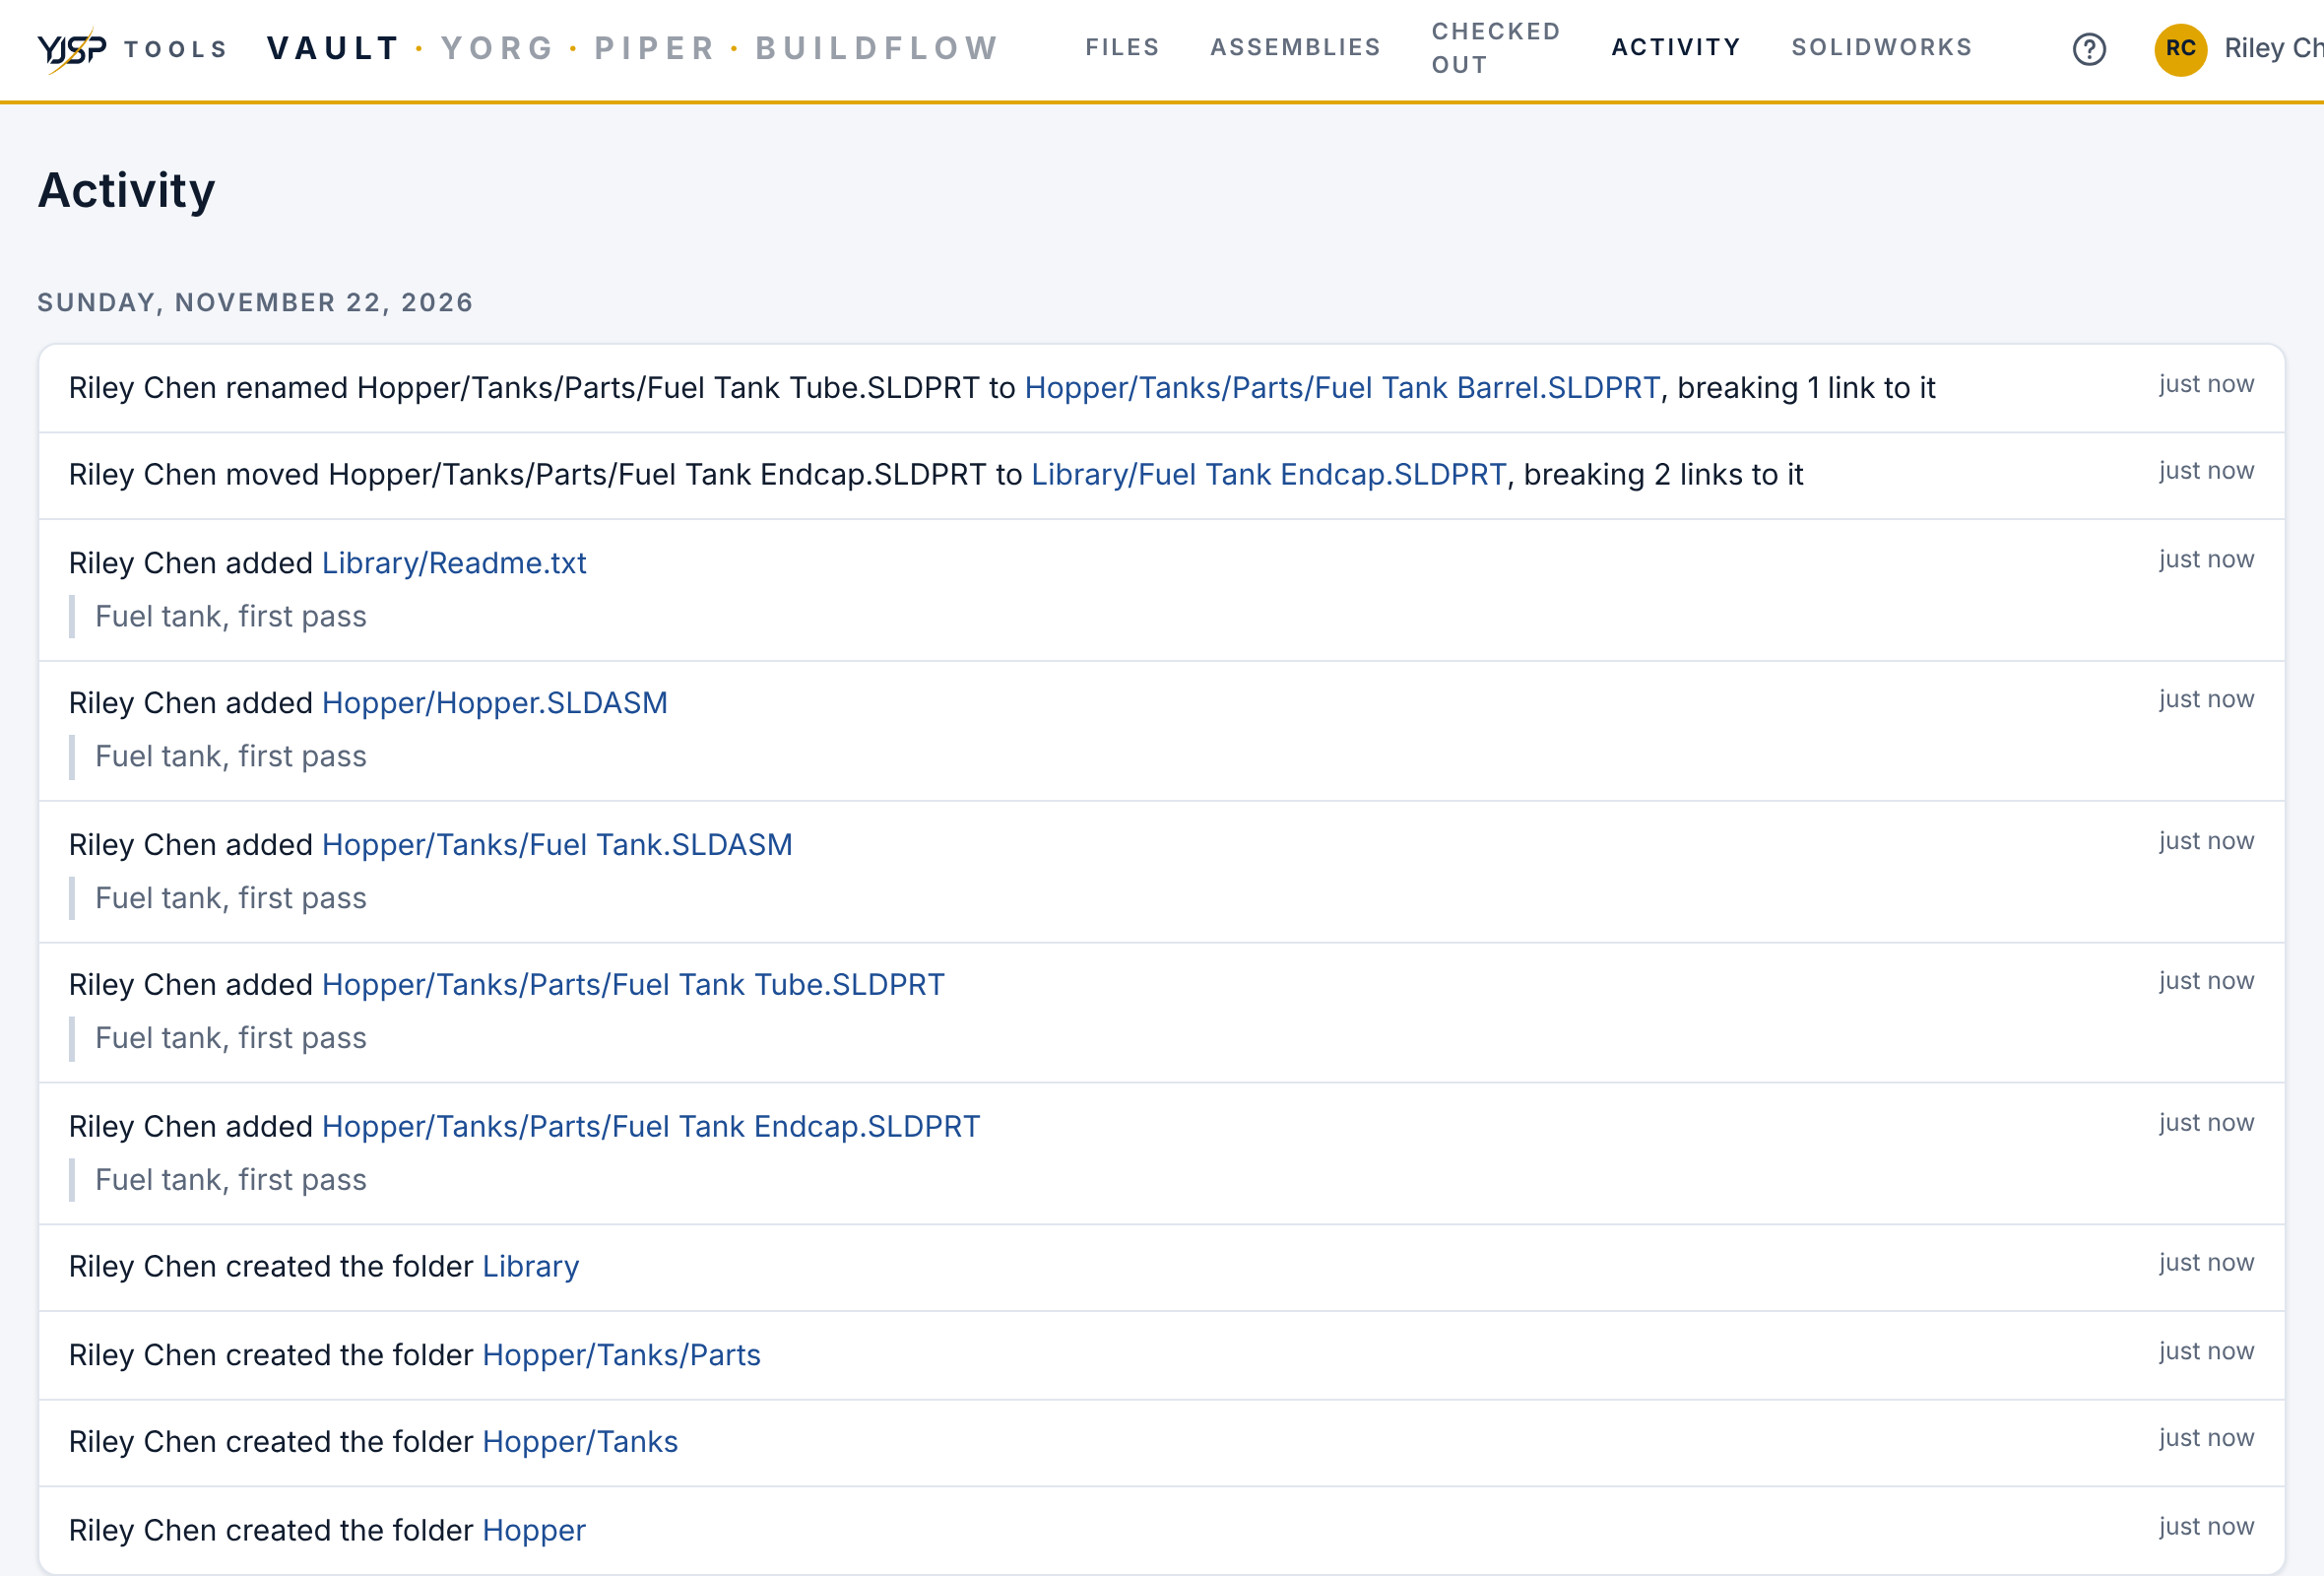 YJSP TOOLS VAULT · YORG · PIPER · BUILDFLOW FILES ASSEMBLIES CHECKED OUT ACTIVITY SOLIDWORKS ? RC Riley Ch
Activity
SUNDAY, NOVEMBER 22, 2026
Riley Chen renamed Hopper/Tanks/Parts/Fuel Tank Tube.SLDPRT to Hopper/Tanks/Parts/Fuel Tank Barrel.SLDPRT, breaking 1 link to it just now
Riley Chen moved Hopper/Tanks/Parts/Fuel Tank Endcap.SLDPRT to Library/Fuel Tank Endcap.SLDPRT, breaking 2 links to it just now
Riley Chen added Library/Readme.txt just now
Fuel tank, first pass
Riley Chen added Hopper/Hopper.SLDASM just now
Fuel tank, first pass
Riley Chen added Hopper/Tanks/Fuel Tank.SLDASM just now
Fuel tank, first pass
Riley Chen added Hopper/Tanks/Parts/Fuel Tank Tube.SLDPRT just now
Fuel tank, first pass
Riley Chen added Hopper/Tanks/Parts/Fuel Tank Endcap.SLDPRT just now
Fuel tank, first pass
Riley Chen created the folder Library just now
Riley Chen created the folder Hopper/Tanks/Parts just now
Riley Chen created the folder Hopper/Tanks just now
Riley Chen created the folder Hopper just now